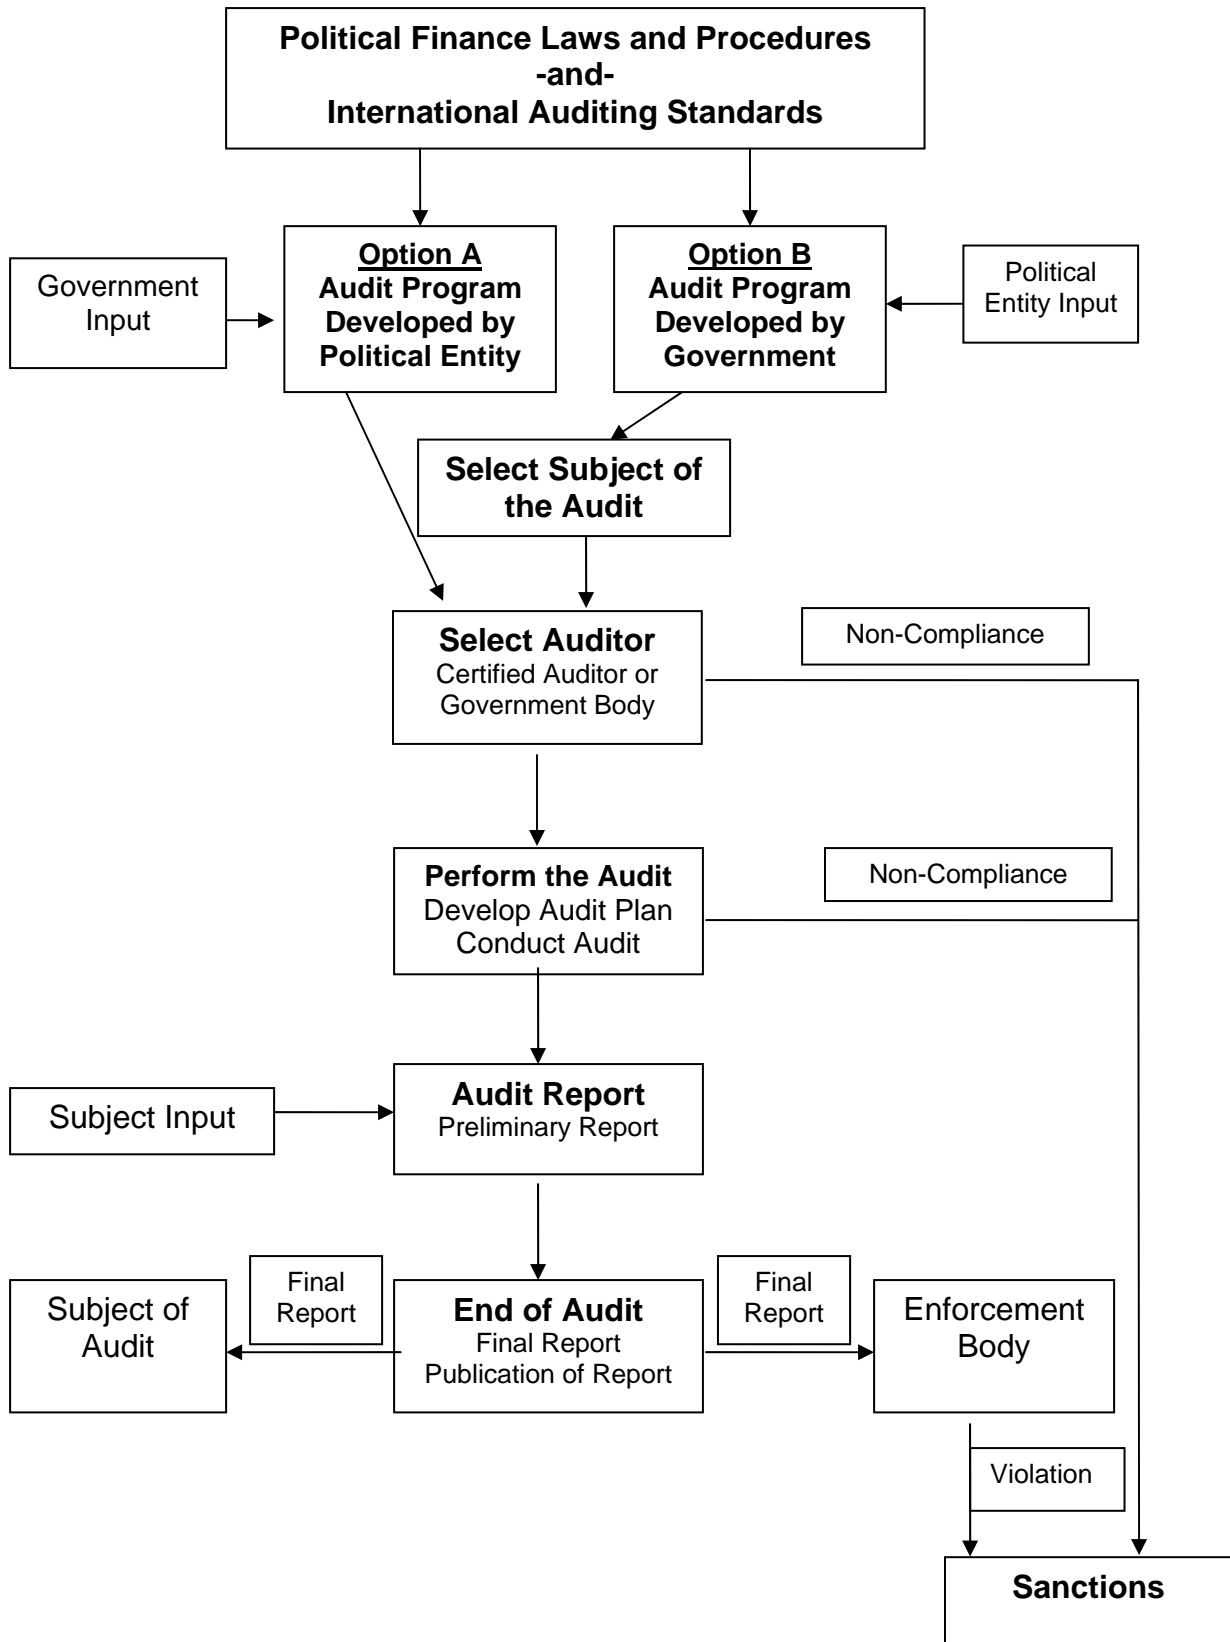 Political Finance Laws and Procedures
-and-
International Auditing Standards
Government
Input
Option A
Audit Program
Developed by
Political Entity
Option B
Audit Program
Developed by
Government
Political
Entity Input
Select Subject of
the Audit
Select Auditor
Certified Auditor or
Government Body
Non-Compliance
Perform the Audit
Develop Audit Plan
Conduct Audit
Non-Compliance
Subject Input
Audit Report
Preliminary Report
Subject of
Audit
Final
Report
End of Audit
Final Report
Publication of Report
Final
Report
Enforcement
Body
Violation
Sanctions